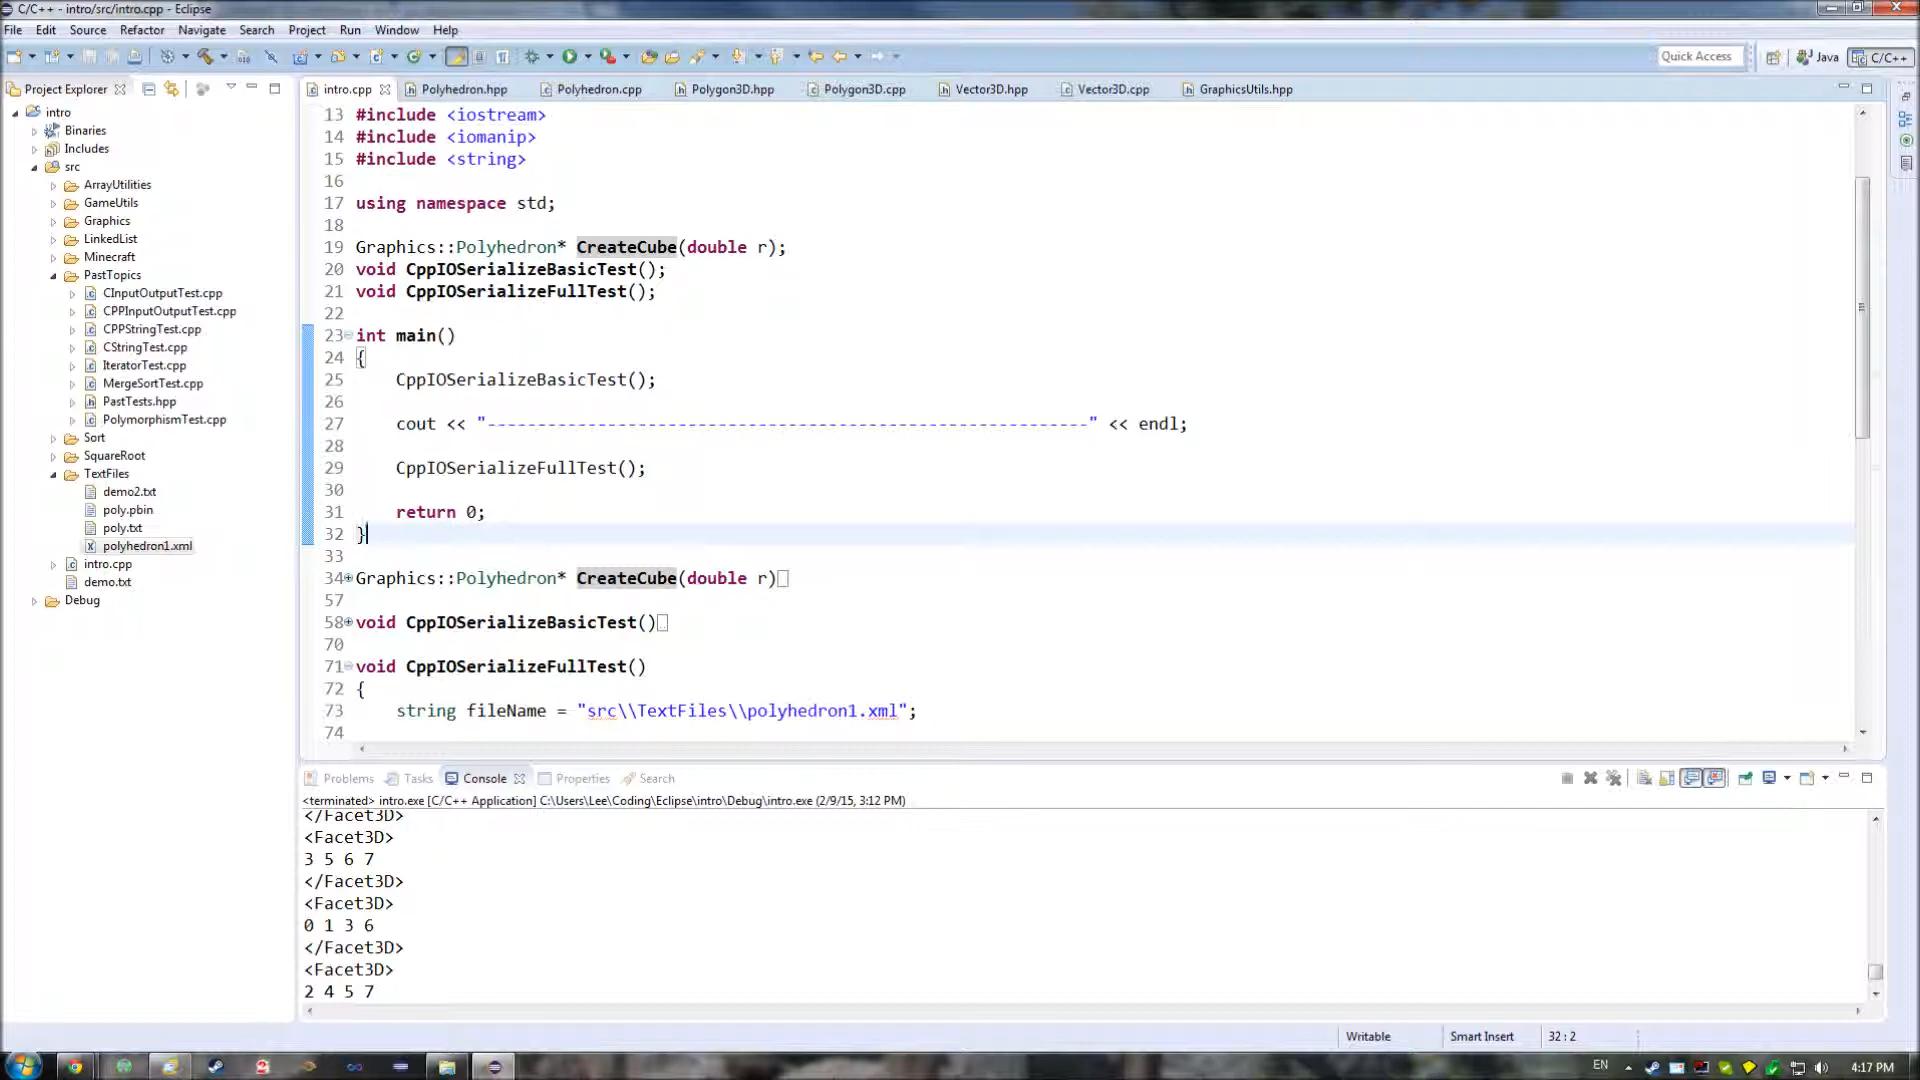 C/C++ - intro/src/intro.cpp - Eclipse
File Edit Source Refactor Navigate Search Project Run Window Help
Quick Access Java C/C++
Project Explorer
intro
Binaries
Includes
src
ArrayUtilities
GameUtils
Graphics
LinkedList
Minecraft
PastTopics
CInputOutputTest.cpp
CPPInputOutputTest.cpp
CPPStringTest.cpp
CStringTest.cpp
IteratorTest.cpp
MergeSortTest.cpp
PastTests.hpp
PolymorphismTest.cpp
Sort
SquareRoot
TextFiles
demo2.txt
poly.pbin
poly.txt
polyhedron1.xml
intro.cpp
demo.txt
Debug
intro.cpp Polyhedron.hpp Polyhedron.cpp Polygon3D.hpp Polygon3D.cpp Vector3D.hpp Vector3D.cpp GraphicsUtils.hpp
13 #include <iostream>
14 #include <iomanip>
15 #include <string>
16
17 using namespace std;
18
19 Graphics::Polyhedron* CreateCube(double r);
20 void CppIOSerializeBasicTest();
21 void CppIOSerializeFullTest();
22
23 int main()
24 {
25 CppIOSerializeBasicTest();
26
27 cout << "------------------------------------------------------------" << endl;
28
29 CppIOSerializeFullTest();
30
31 return 0;
32 }
33
34 Graphics::Polyhedron* CreateCube(double r)
57
58 void CppIOSerializeBasicTest()
70
71 void CppIOSerializeFullTest()
72 {
73 string fileName = "src\\TextFiles\\polyhedron1.xml";
74
Problems Tasks Console Properties Search
<terminated> intro.exe [C/C++ Application] C:\Users\Lee\Coding\Eclipse\intro\Debug\intro.exe (2/9/15, 3:12 PM)
</Facet3D>
<Facet3D>
3 5 6 7
</Facet3D>
<Facet3D>
0 1 3 6
</Facet3D>
<Facet3D>
2 4 5 7
Writable Smart Insert 32 : 2
EN 4:17 PM